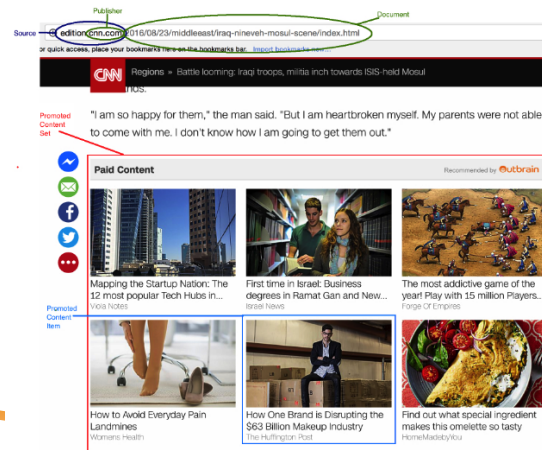 Publisher
Document
Source
edition.cnn.com/2016/08/23/middleeast/iraq-nineveh-mosul-scene/index.html
or quick access, place your bookmarks here on the bookmarks bar. Import bookmarks now...
CNN Regions » Battle looming: Iraqi troops, militia inch towards ISIS-held Mosul
"I am so happy for them," the man said. "But I am heartbroken myself. My parents were not able
to come with me. I don't know how I am going to get them out."
Promoted
Content
Set
Paid Content
Recommended by Outbrain
Mapping the Startup Nation: The
12 most popular Tech Hubs in...
Viola Notes
First time in Israel: Business
degrees in Ramat Gan and New...
Israel News
The most addictive game of the
year! Play with 15 million Players...
Forge Of Empires
Promoted
Content
Item
How to Avoid Everyday Pain
Landmines
Womens Health
How One Brand is Disrupting the
$63 Billion Makeup Industry
The Huffington Post
Find out what special ingredient
makes this omelette so tasty
HomeMadebyYou